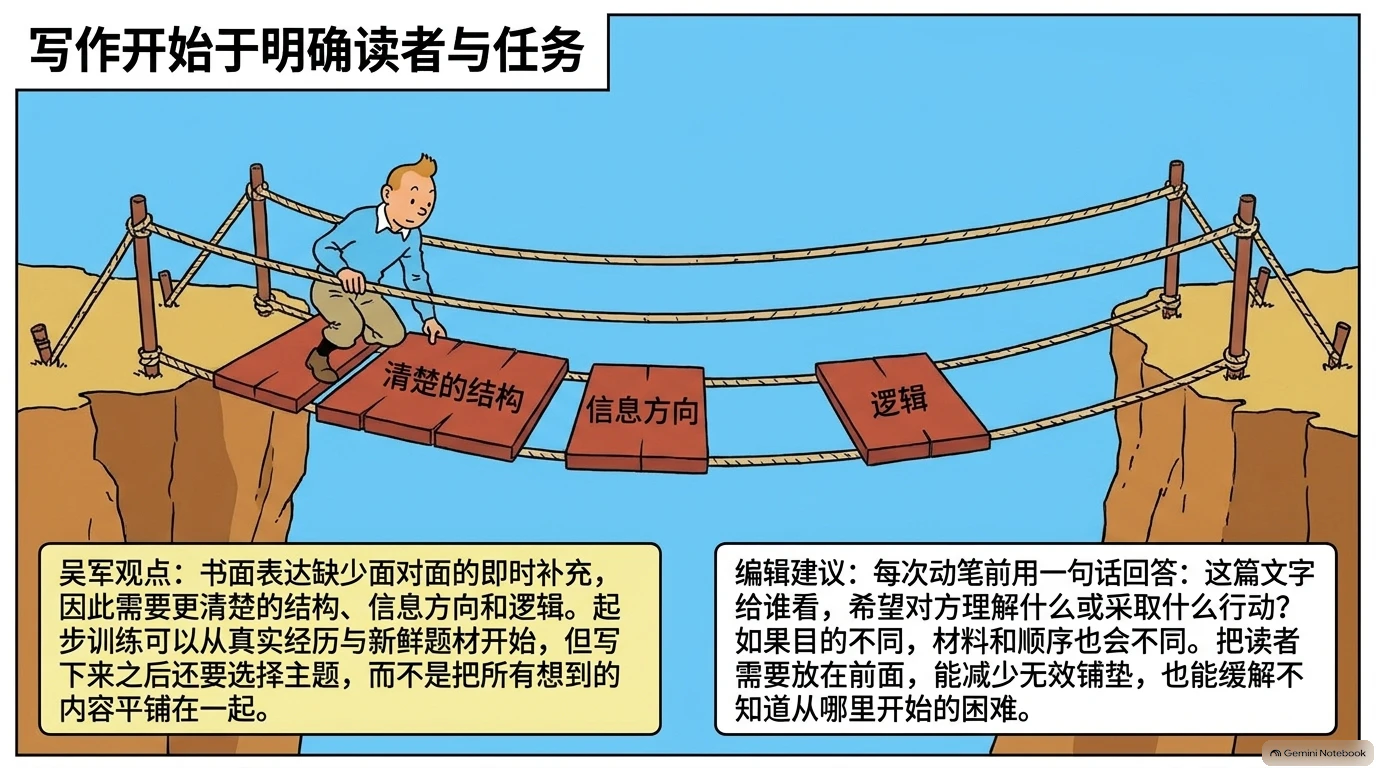 写作开始于明确读者与任务
清楚的结构
信息方向
逻辑
吴军观点：书面表达缺少面对面的即时补充，
因此需要更清楚的结构、信息方向和逻辑。起
步训练可以从真实经历与新鲜题材开始，但写
下来之后还要选择主题，而不是把所有想到的
内容平铺在一起。
编辑建议：每次动笔前用一句话回答：这篇文字
给谁看，希望对方理解什么或采取什么行动？
如果目的不同，材料和顺序也会不同。把读者
需要放在前面，能减少无效铺垫，也能缓解不
知道从哪里开始的困难。
Gemini Notebook